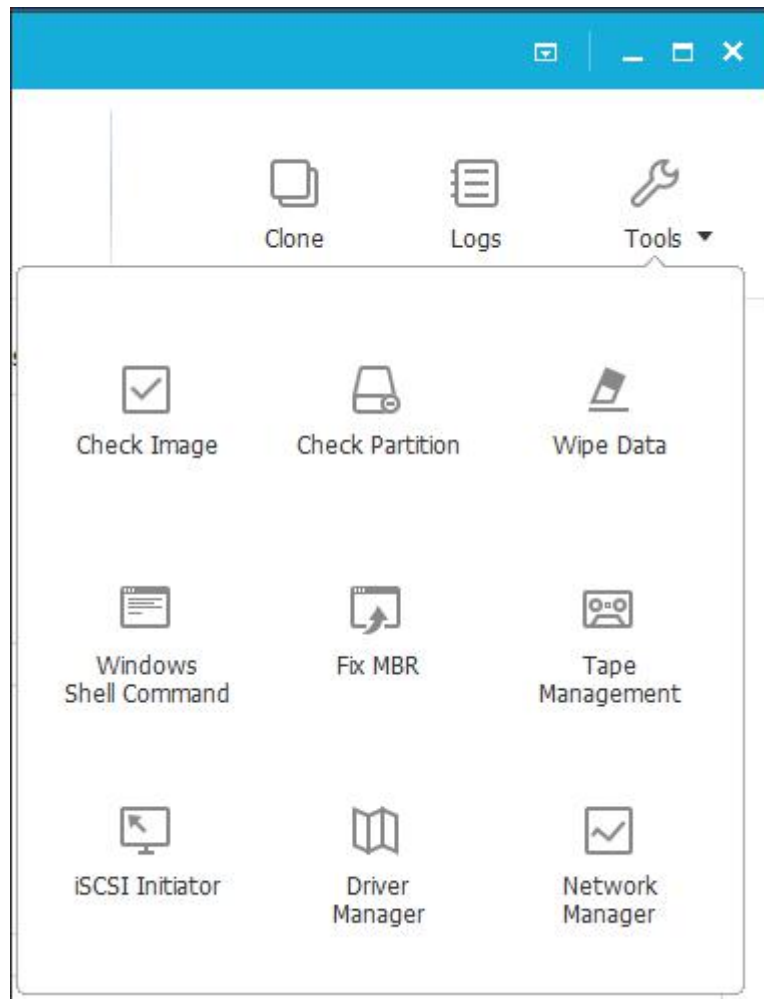 Clone
Logs
Tools
Check Image
Check Partition
Wipe Data
Windows
Shell Command
Fix MBR
Tape
Management
iSCSI Initiator
Driver
Manager
Network
Manager